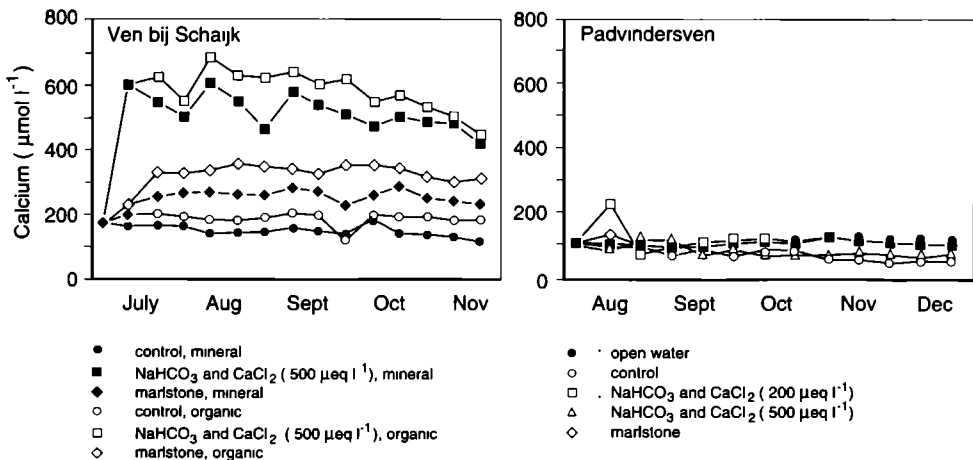 Ven bij Schaijk
Calcium ( µmol l⁻¹)
800
600
400
200
0
July Aug Sept Oct Nov
control, mineral
NaHCO₃ and CaCl₂ ( 500 µeq l⁻¹), mineral
marlstone, mineral
control, organic
NaHCO₃ and CaCl₂ ( 500 µeq l⁻¹), organic
marlstone, organic
Padvindersven
800
600
400
200
0
Aug Sept Oct Nov Dec
open water
control
NaHCO₃ and CaCl₂ ( 200 µeq l⁻¹)
NaHCO₃ and CaCl₂ ( 500 µeq l⁻¹)
marlstone